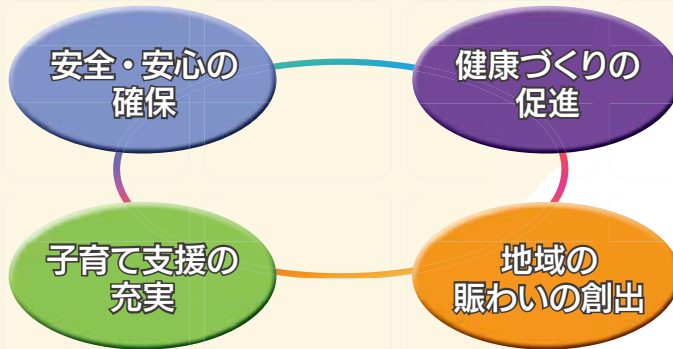 安全・安心の
確保
健康づくりの
促進
子育て支援の
充実
地域の
賑わいの創出